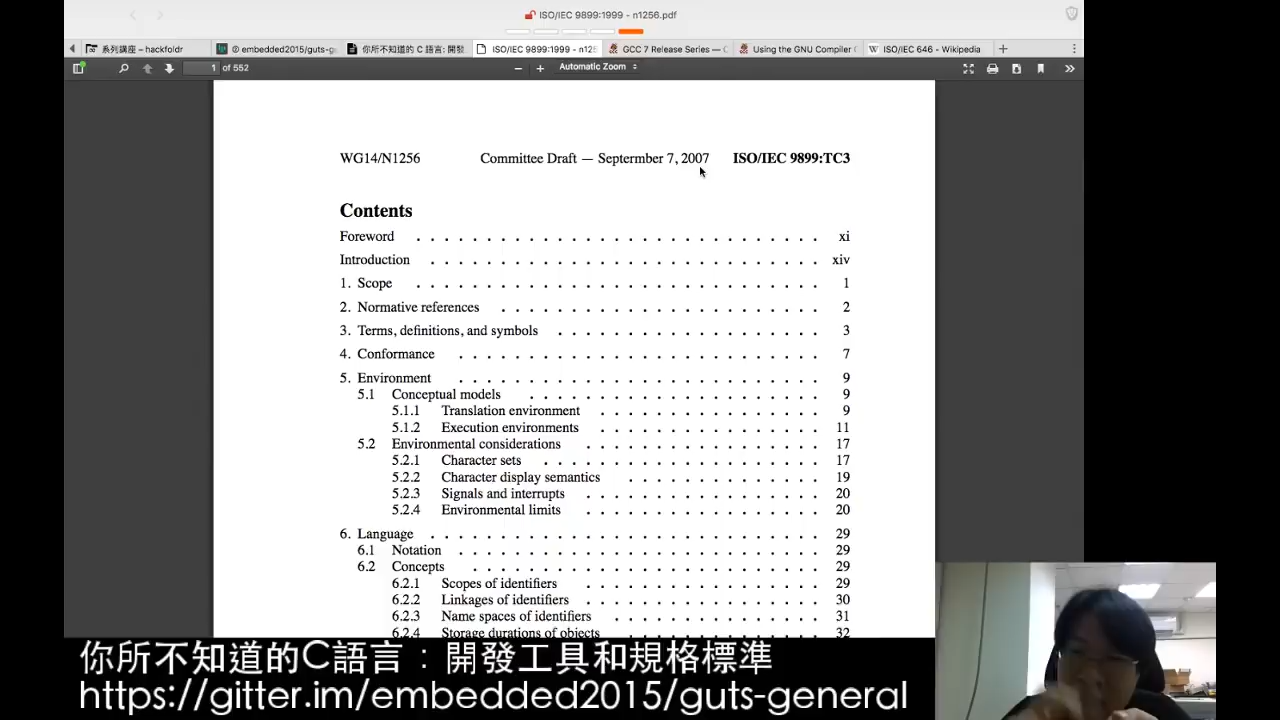 ISO/IEC 9899:1999 - n1256.pdf
系列講座 – hackfoldr
@ embedded2015/guts-g
你所不知道的 C 語言: 開發
ISO/IEC 9899:1999 - n125
GCC 7 Release Series — C
Using the GNU Compiler C
ISO/IEC 646 - Wikipedia
1 of 552
Automatic Zoom
WG14/N1256 Committee Draft — Septermber 7, 2007 ISO/IEC 9899:TC3
Contents
Foreword . . . . . . . . . . . . . . . . . . . . . . . . . . . . . xi
Introduction . . . . . . . . . . . . . . . . . . . . . . . . . . . . xiv
1. Scope . . . . . . . . . . . . . . . . . . . . . . . . . . . . . 1
2. Normative references . . . . . . . . . . . . . . . . . . . . . . . 2
3. Terms, definitions, and symbols . . . . . . . . . . . . . . . . . . . 3
4. Conformance . . . . . . . . . . . . . . . . . . . . . . . . . . 7
5. Environment . . . . . . . . . . . . . . . . . . . . . . . . . . 9
5.1 Conceptual models . . . . . . . . . . . . . . . . . . . . . 9
5.1.1 Translation environment . . . . . . . . . . . . . . . . 9
5.1.2 Execution environments . . . . . . . . . . . . . . . . 11
5.2 Environmental considerations . . . . . . . . . . . . . . . . . 17
5.2.1 Character sets . . . . . . . . . . . . . . . . . . . . . . 17
5.2.2 Character display semantics . . . . . . . . . . . . . . 19
5.2.3 Signals and interrupts . . . . . . . . . . . . . . . . . 20
5.2.4 Environmental limits . . . . . . . . . . . . . . . . . 20
6. Language . . . . . . . . . . . . . . . . . . . . . . . . . . . . 29
6.1 Notation . . . . . . . . . . . . . . . . . . . . . . . . . . 29
6.2 Concepts . . . . . . . . . . . . . . . . . . . . . . . . . . 29
6.2.1 Scopes of identifiers . . . . . . . . . . . . . . . . . 29
6.2.2 Linkages of identifiers . . . . . . . . . . . . . . . . . 30
6.2.3 Name spaces of identifiers . . . . . . . . . . . . . . . 31
6.2.4 Storage durations of objects . . . . . . . . . . . . . . 32
你所不知道的C語言：開發工具和規格標準
https://gitter.im/embedded2015/guts-general